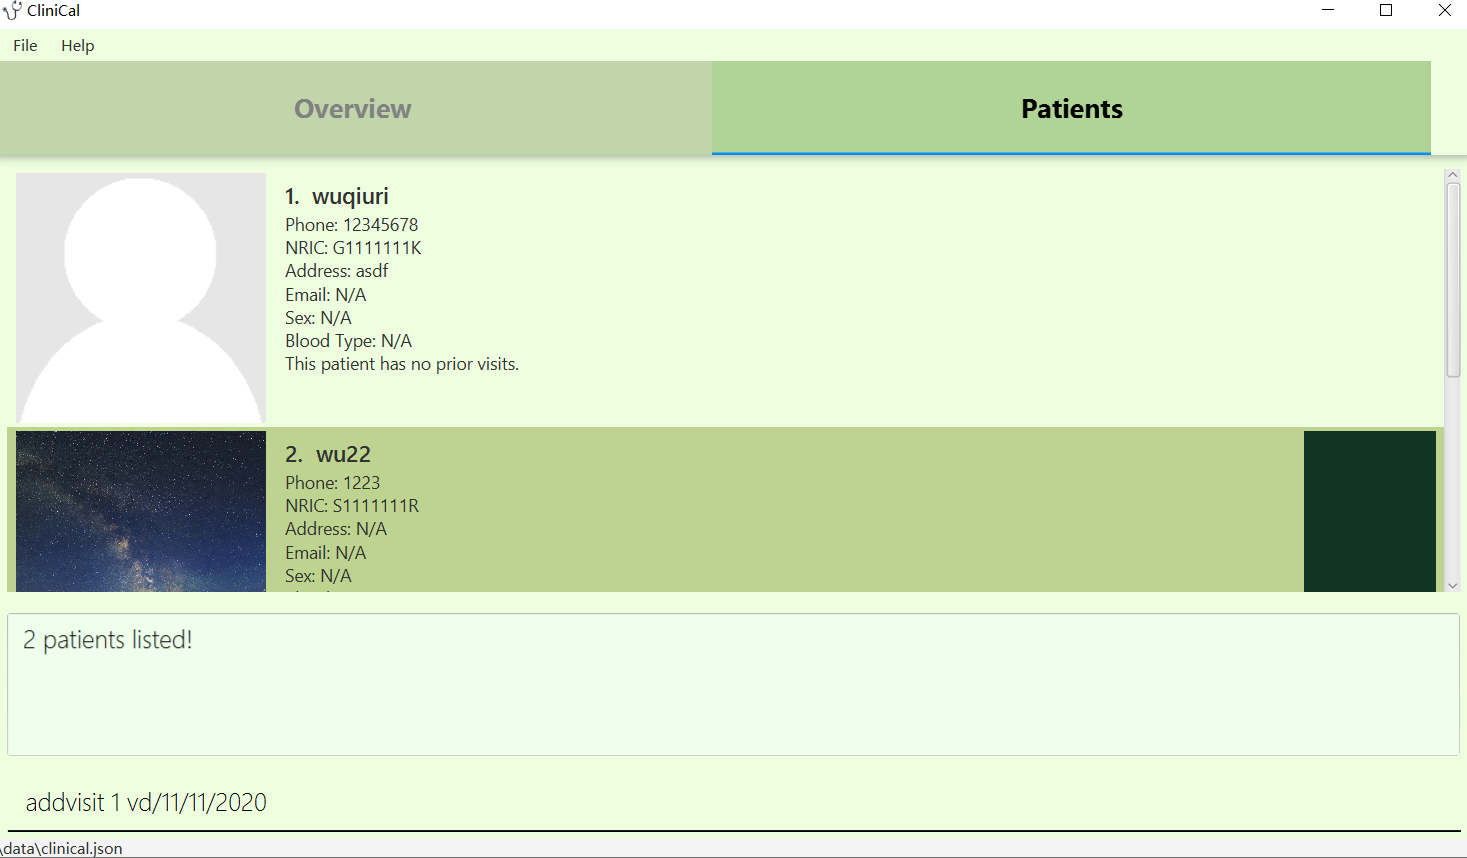 CliniCal
File Help
Overview Patients
1. wuqiuri
Phone: 12345678
NRIC: G1111111K
Address: asdf
Email: N/A
Sex: N/A
Blood Type: N/A
This patient has no prior visits.
2. wu22
Phone: 1223
NRIC: S1111111R
Address: N/A
Email: N/A
Sex: N/A
2 patients listed!
addvisit 1 vd/11/11/2020
\data\clinical.json